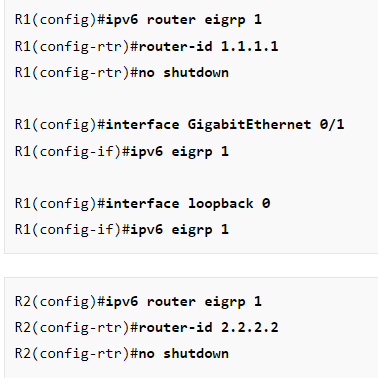 R1(config)#ipv6 router eigrp 1
R1(config-rtr)#router-id 1.1.1.1
R1(config-rtr)#no shutdown
R1(config)#interface GigabitEthernet 0/1
R1(config-if)#ipv6 eigrp 1
R1(config)#interface loopback 0
R1(config-if)#ipv6 eigrp 1
R2(config)#ipv6 router eigrp 1
R2(config-rtr)#router-id 2.2.2.2
R2(config-rtr)#no shutdown